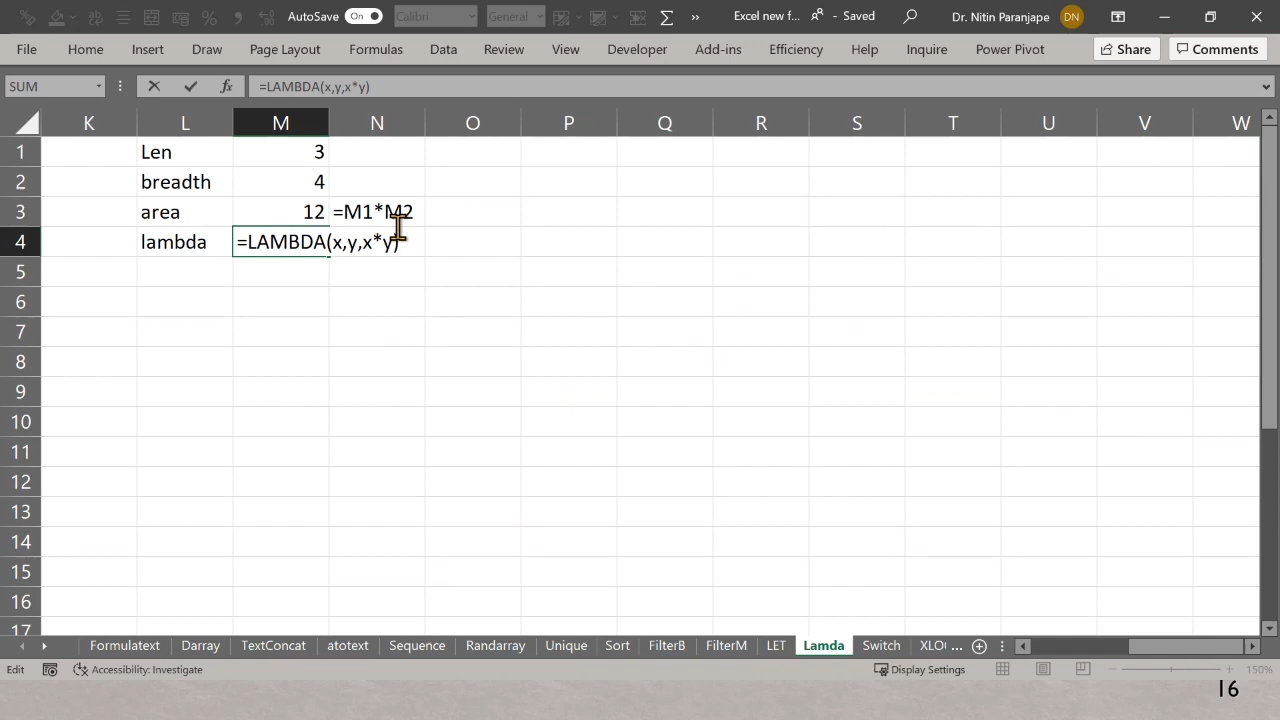 AutoSave On Calibri General Excel new f... - Saved Dr. Nitin Paranjape DN
File Home Insert Draw Page Layout Formulas Data Review View Developer Add-ins Efficiency Help Inquire Power Pivot Share Comments
SUM fx =LAMBDA(x,y,x*y)
K L M N O P Q R S T U V W
1 Len 3
2 breadth 4
3 area 12 =M1*M2
4 lambda =LAMBDA(x,y,x*y)
5
6
7
8
9
10
11
12
13
14
15
16
17
Formulatext Darray TextConcat atotext Sequence Randarray Unique Sort FilterB FilterM LET Lamda Switch XLO ...
Edit Accessibility: Investigate Display Settings 150%
16